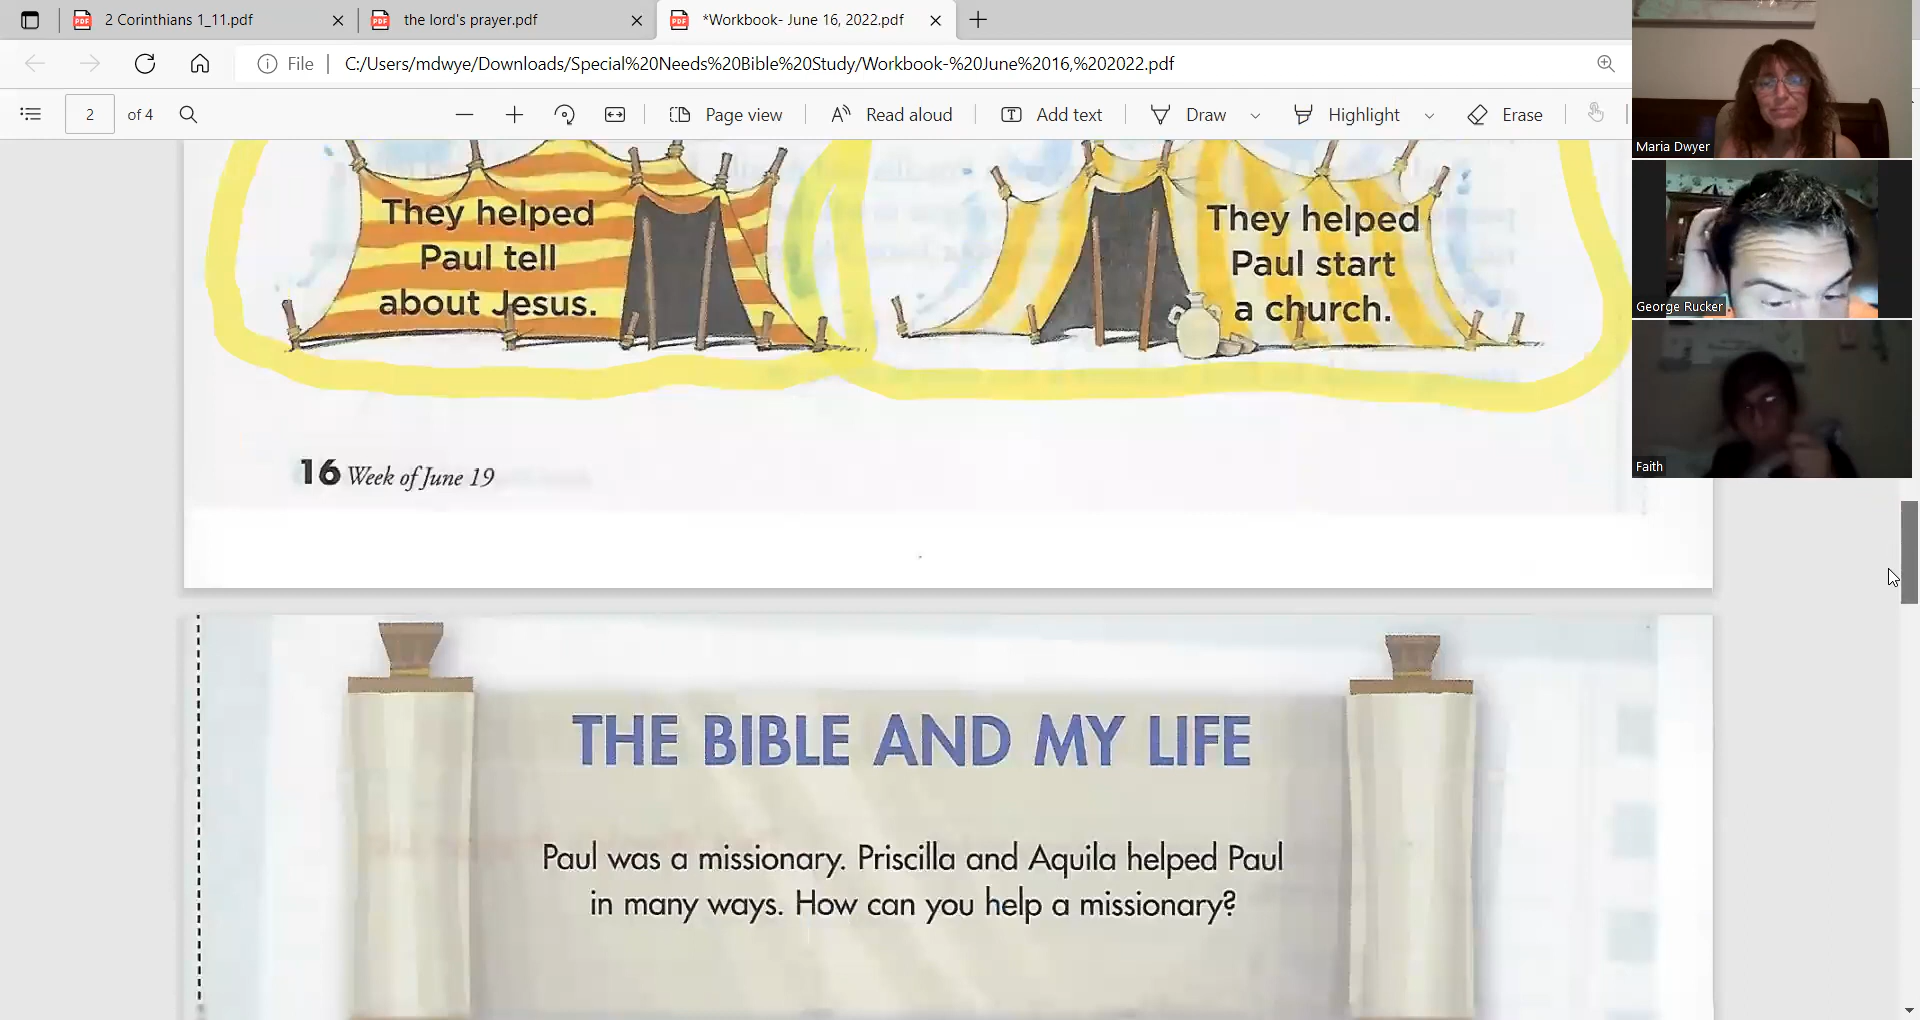 2 Corinthians 1_11.pdf
the lord's prayer.pdf
*Workbook- June 16, 2022.pdf
File
C:/Users/mdwye/Downloads/Special%20Needs%20Bible%20Study/Workbook-%20June%2016,%202022.pdf
2 of 4
Page view
Read aloud
Add text
Draw
Highlight
Erase
Maria Dwyer
George Rucker
Faith
They helped
Paul tell
about Jesus.
They helped
Paul start
a church.
16 Week of June 19
THE BIBLE AND MY LIFE
Paul was a missionary. Priscilla and Aquila helped Paul
in many ways. How can you help a missionary?